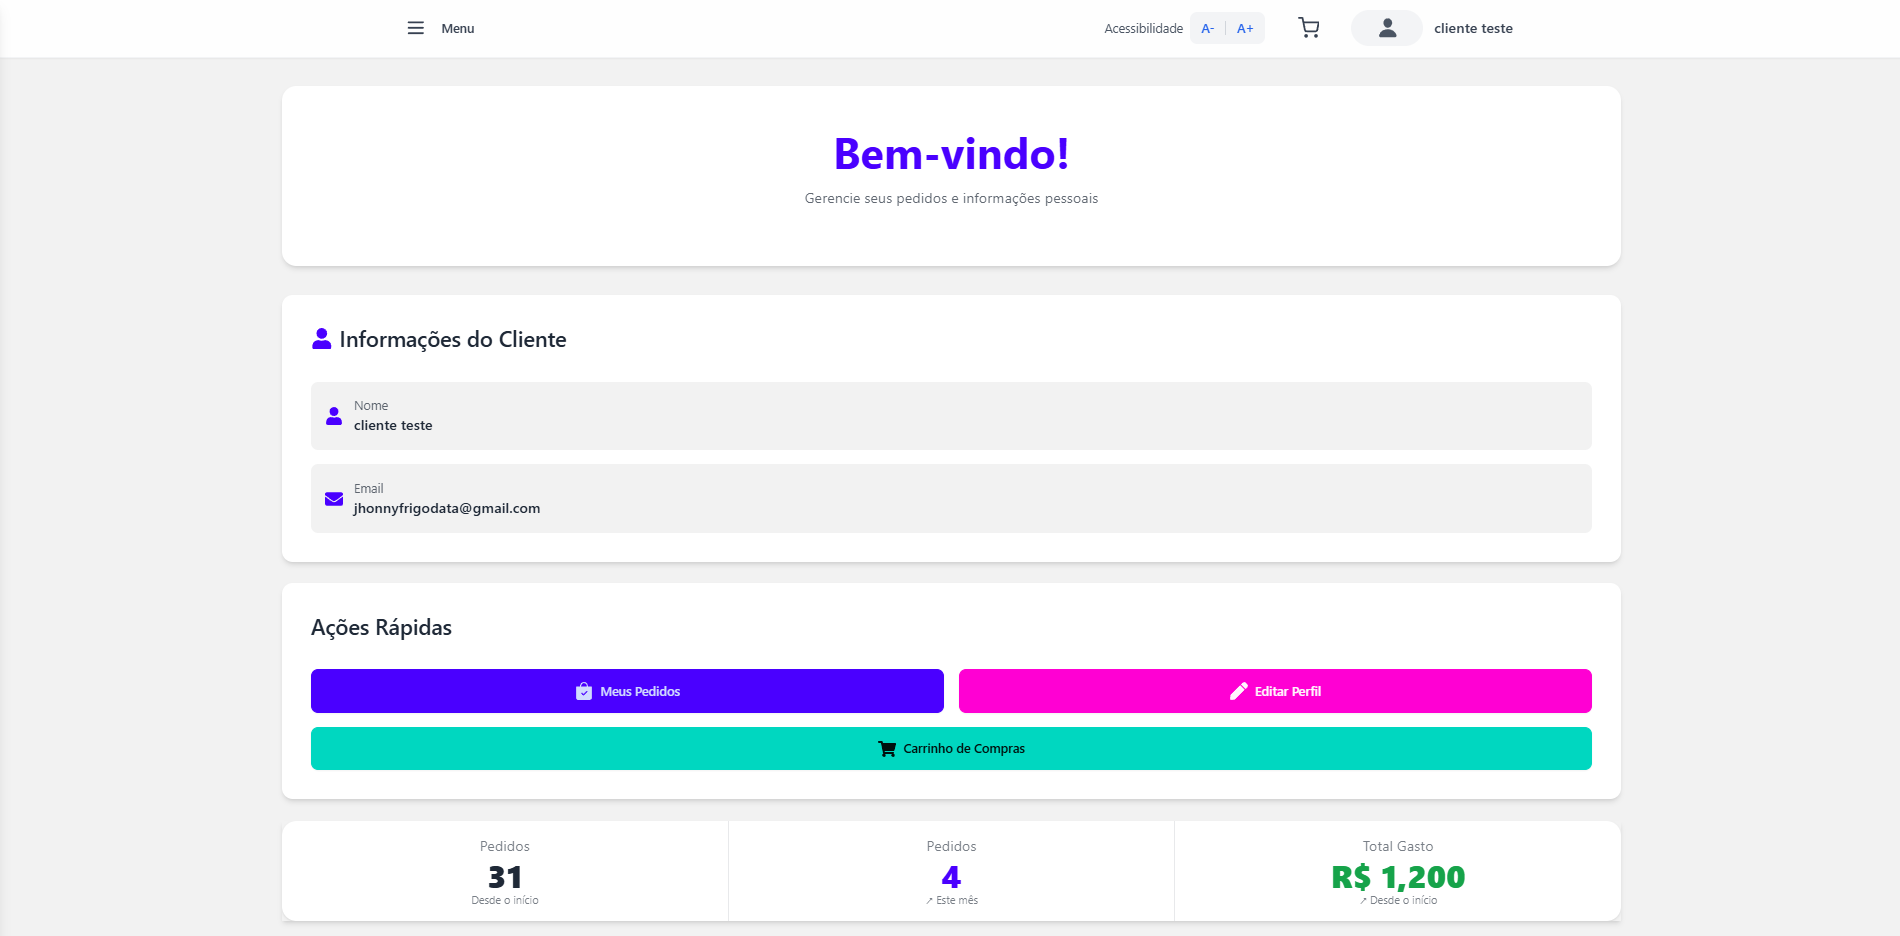 Menu
Acessibilidade A- A+
cliente teste
Bem-vindo!
Gerencie seus pedidos e informações pessoais
Informações do Cliente
Nome
cliente teste
Email
jhonnyfrigodata@gmail.com
Ações Rápidas
Meus Pedidos
Editar Perfil
Carrinho de Compras
Pedidos
31
Desde o início
Pedidos
4
↗ Este mês
Total Gasto
R$ 1,200
↗ Desde o início